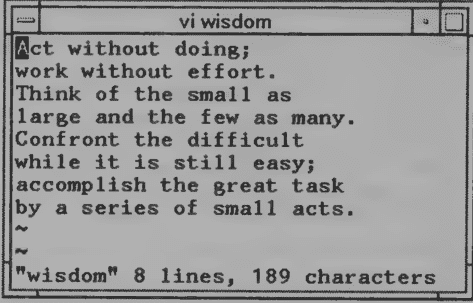 vi wisdom
Act without doing;
work without effort.
Think of the small as
large and the few as many.
Confront the difficult
while it is still easy;
accomplish the great task
by a series of small acts.
~
~
"wisdom" 8 lines, 189 characters